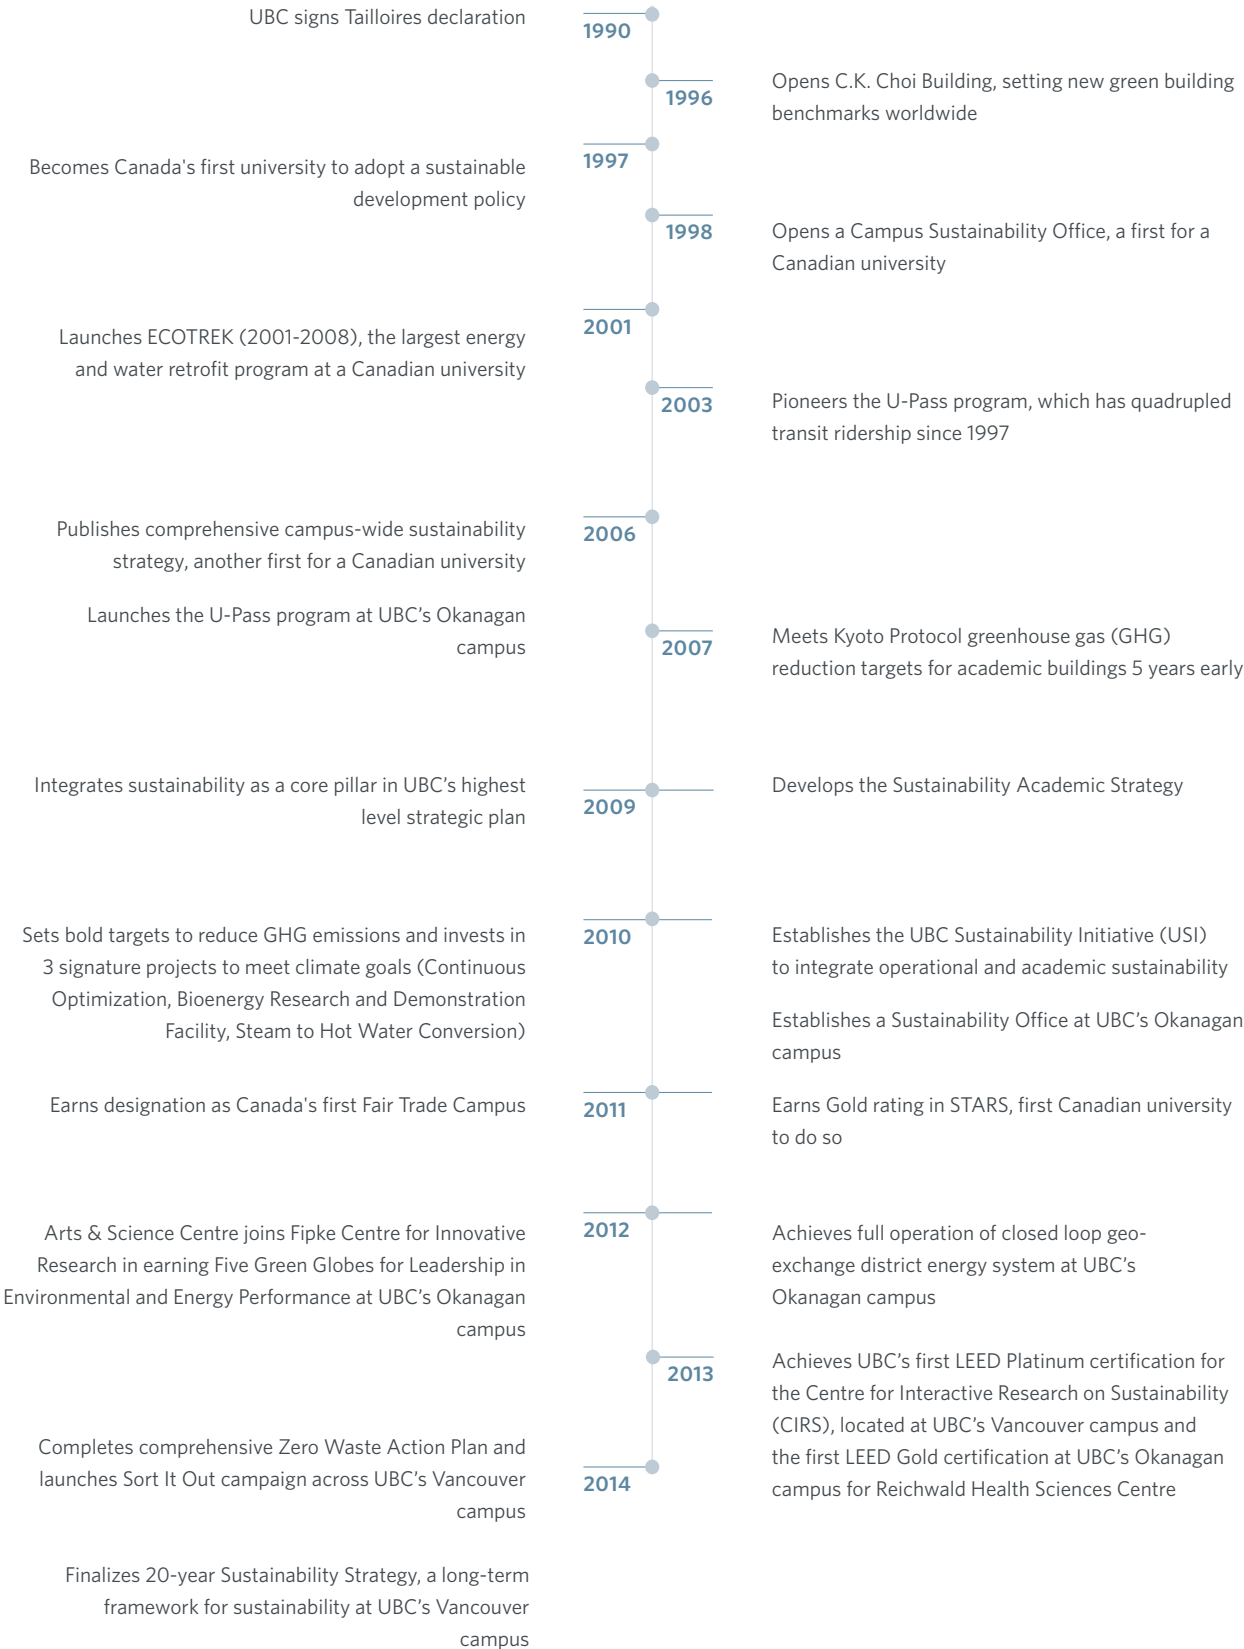 UBC signs Tailloires declaration
1990
1996
Opens C.K. Choi Building, setting new green building
benchmarks worldwide
1997
Becomes Canada's first university to adopt a sustainable
development policy
1998
Opens a Campus Sustainability Office, a first for a
Canadian university
2001
Launches ECOTREK (2001-2008), the largest energy
and water retrofit program at a Canadian university
2003
Pioneers the U-Pass program, which has quadrupled
transit ridership since 1997
2006
Publishes comprehensive campus-wide sustainability
strategy, another first for a Canadian university
Launches the U-Pass program at UBC’s Okanagan
campus
2007
Meets Kyoto Protocol greenhouse gas (GHG)
reduction targets for academic buildings 5 years early
Integrates sustainability as a core pillar in UBC’s highest
level strategic plan
2009
Develops the Sustainability Academic Strategy
Sets bold targets to reduce GHG emissions and invests in
3 signature projects to meet climate goals (Continuous
Optimization, Bioenergy Research and Demonstration
Facility, Steam to Hot Water Conversion)
2010
Establishes the UBC Sustainability Initiative (USI)
to integrate operational and academic sustainability
Establishes a Sustainability Office at UBC’s Okanagan
campus
Earns designation as Canada's first Fair Trade Campus
2011
Earns Gold rating in STARS, first Canadian university
to do so
Arts & Science Centre joins Fipke Centre for Innovative
Research in earning Five Green Globes for Leadership in
Environmental and Energy Performance at UBC’s Okanagan
campus
2012
Achieves full operation of closed loop geo-
exchange district energy system at UBC’s
Okanagan campus
2013
Achieves UBC’s first LEED Platinum certification for
the Centre for Interactive Research on Sustainability
(CIRS), located at UBC’s Vancouver campus and
the first LEED Gold certification at UBC’s Okanagan
campus for Reichwald Health Sciences Centre
Completes comprehensive Zero Waste Action Plan and
launches Sort It Out campaign across UBC’s Vancouver
campus
2014
Finalizes 20-year Sustainability Strategy, a long-term
framework for sustainability at UBC’s Vancouver
campus